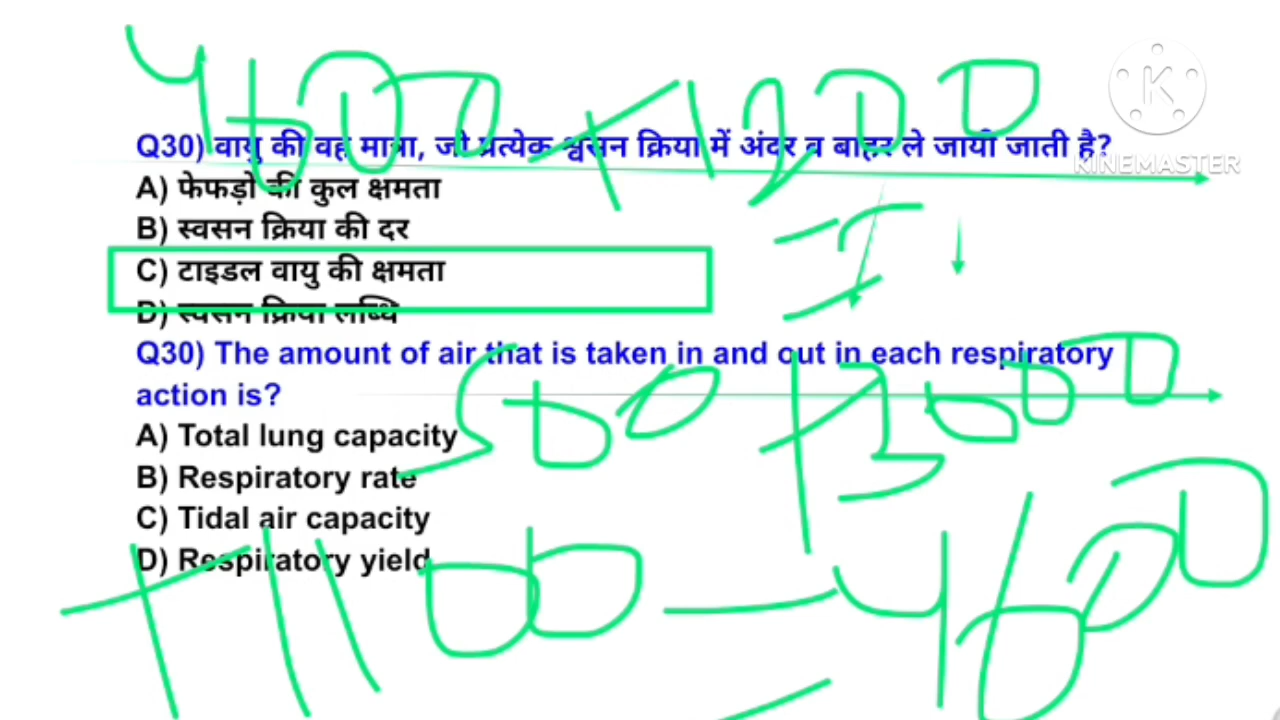 4600 + 1200
K
KINEMASTER
Q30) वायु की वह मात्रा, जो प्रत्येक श्वसन क्रिया में अंदर व बाहर ले जायी जाती है?
A) फेफड़ो की कुल क्षमता
B) स्वसन क्रिया की दर
C) टाइडल वायु की क्षमता
D) स्वसन क्रिया लब्धि
=
Q30) The amount of air that is taken in and out in each respiratory
action is?
A) Total lung capacity
B) Respiratory rate
C) Tidal air capacity
D) Respiratory yield
500 + 3000
+ 1100 — 4600